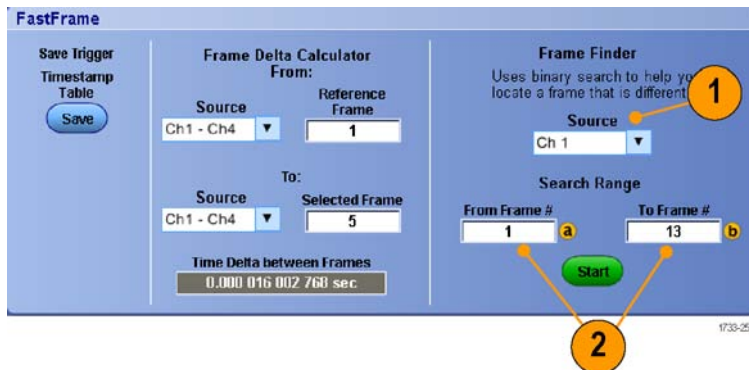 FastFrame
Save Trigger
Timestamp
Table
Save
Frame Delta Calculator
From:
Source
Reference
Frame
Ch1 - Ch4
1
To:
Source
Selected Frame
Ch1 - Ch4
5
Time Delta between Frames
0.000 016 002 768 sec
Frame Finder
Uses binary search to help
locate a frame that is different
1
Source
Ch 1
Search Range
From Frame #
To Frame #
1
a
13
b
Start
2
1733-25